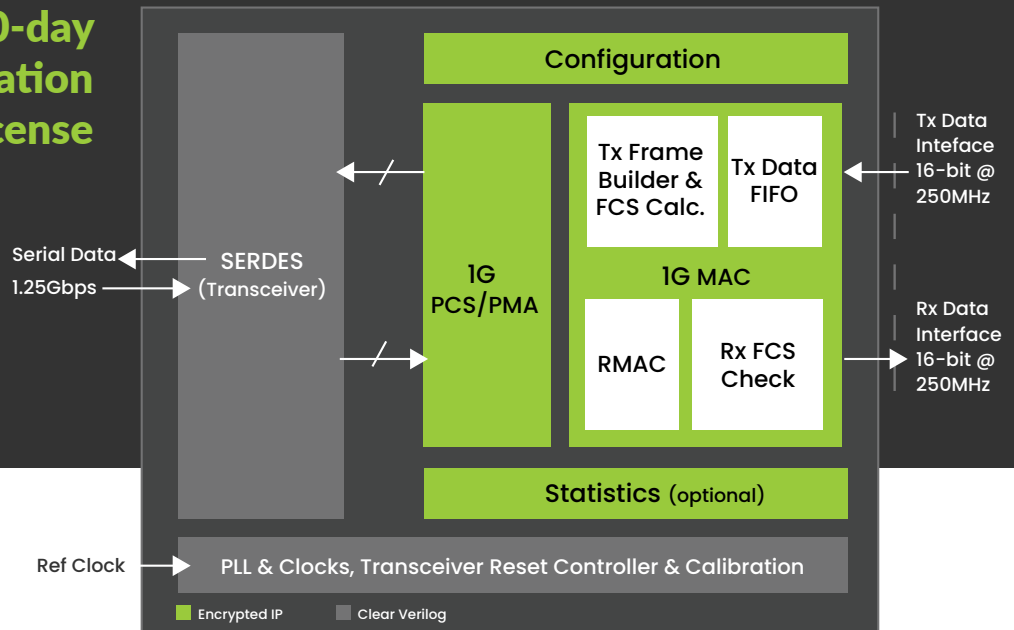 0-day
ation
cense
Configuration
Tx Frame
Builder &
FCS Calc.
Tx Data
FIFO
Tx Data
Inteface
16-bit @
250MHz
Serial Data
1.25Gbps
SERDES
(Transceiver)
1G
PCS/PMA
1G MAC
RMAC
Rx FCS
Check
Rx Data
Interface
16-bit @
250MHz
Statistics (optional)
Ref Clock
PLL & Clocks, Transceiver Reset Controller & Calibration
Encrypted IP
Clear Verilog